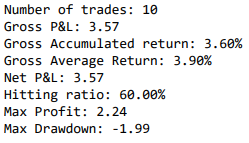 Number of trades: 10
Gross P&L: 3.57
Gross Accumulated return: 3.60%
Gross Average Return: 3.90%
Net P&L: 3.57
Hitting ratio: 60.00%
Max Profit: 2.24
Max Drawdown: -1.99